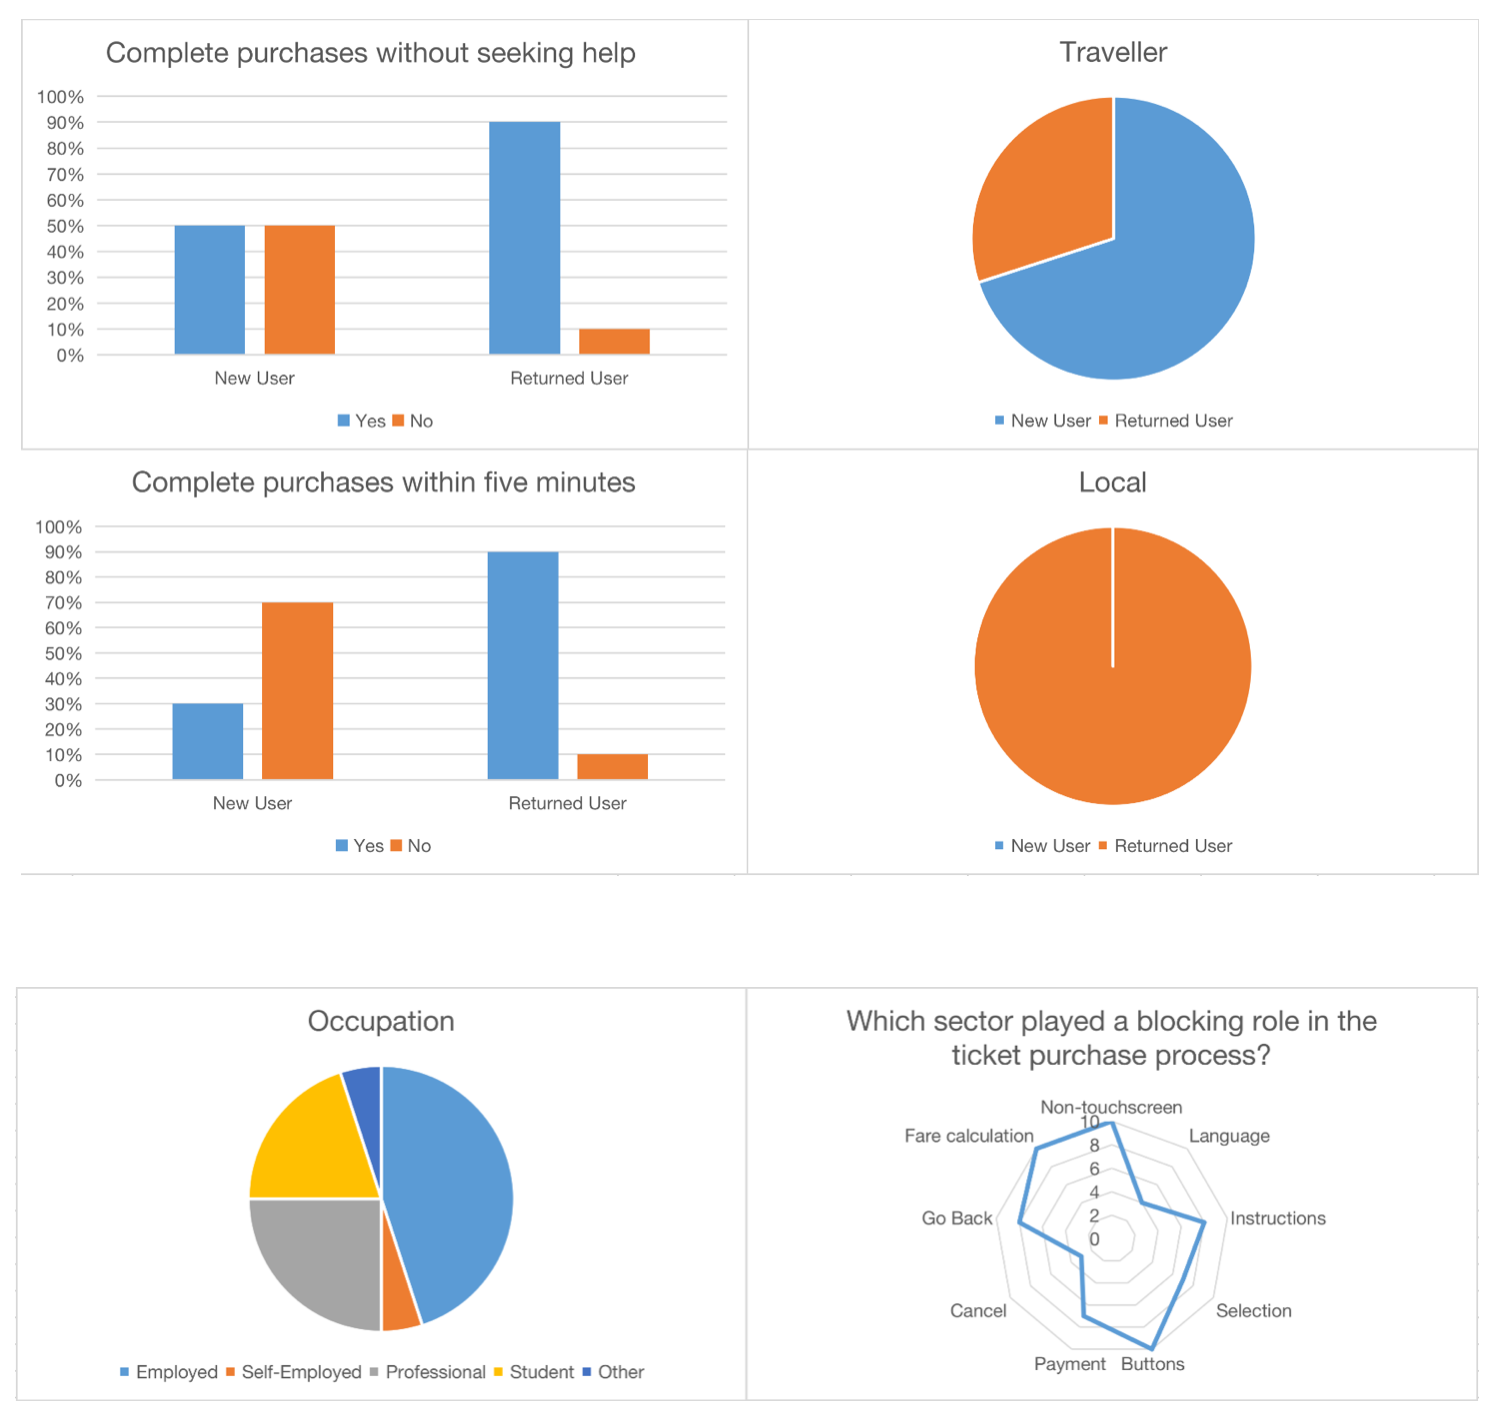 Complete purchases without seeking help
100%
90%
80%
70%
60%
50%
40%
30%
20%
10%
0%
New User Returned User
Yes No
Traveller
New User Returned User
Complete purchases within five minutes
100%
90%
80%
70%
60%
50%
40%
30%
20%
10%
0%
New User Returned User
Yes No
Local
New User Returned User
Occupation
Employed Self-Employed Professional Student Other
Which sector played a blocking role in the
ticket purchase process?
Non-touchscreen
10
Fare calculation Language
8
6
4
2
Go Back Instructions
0
Cancel Selection
Payment Buttons